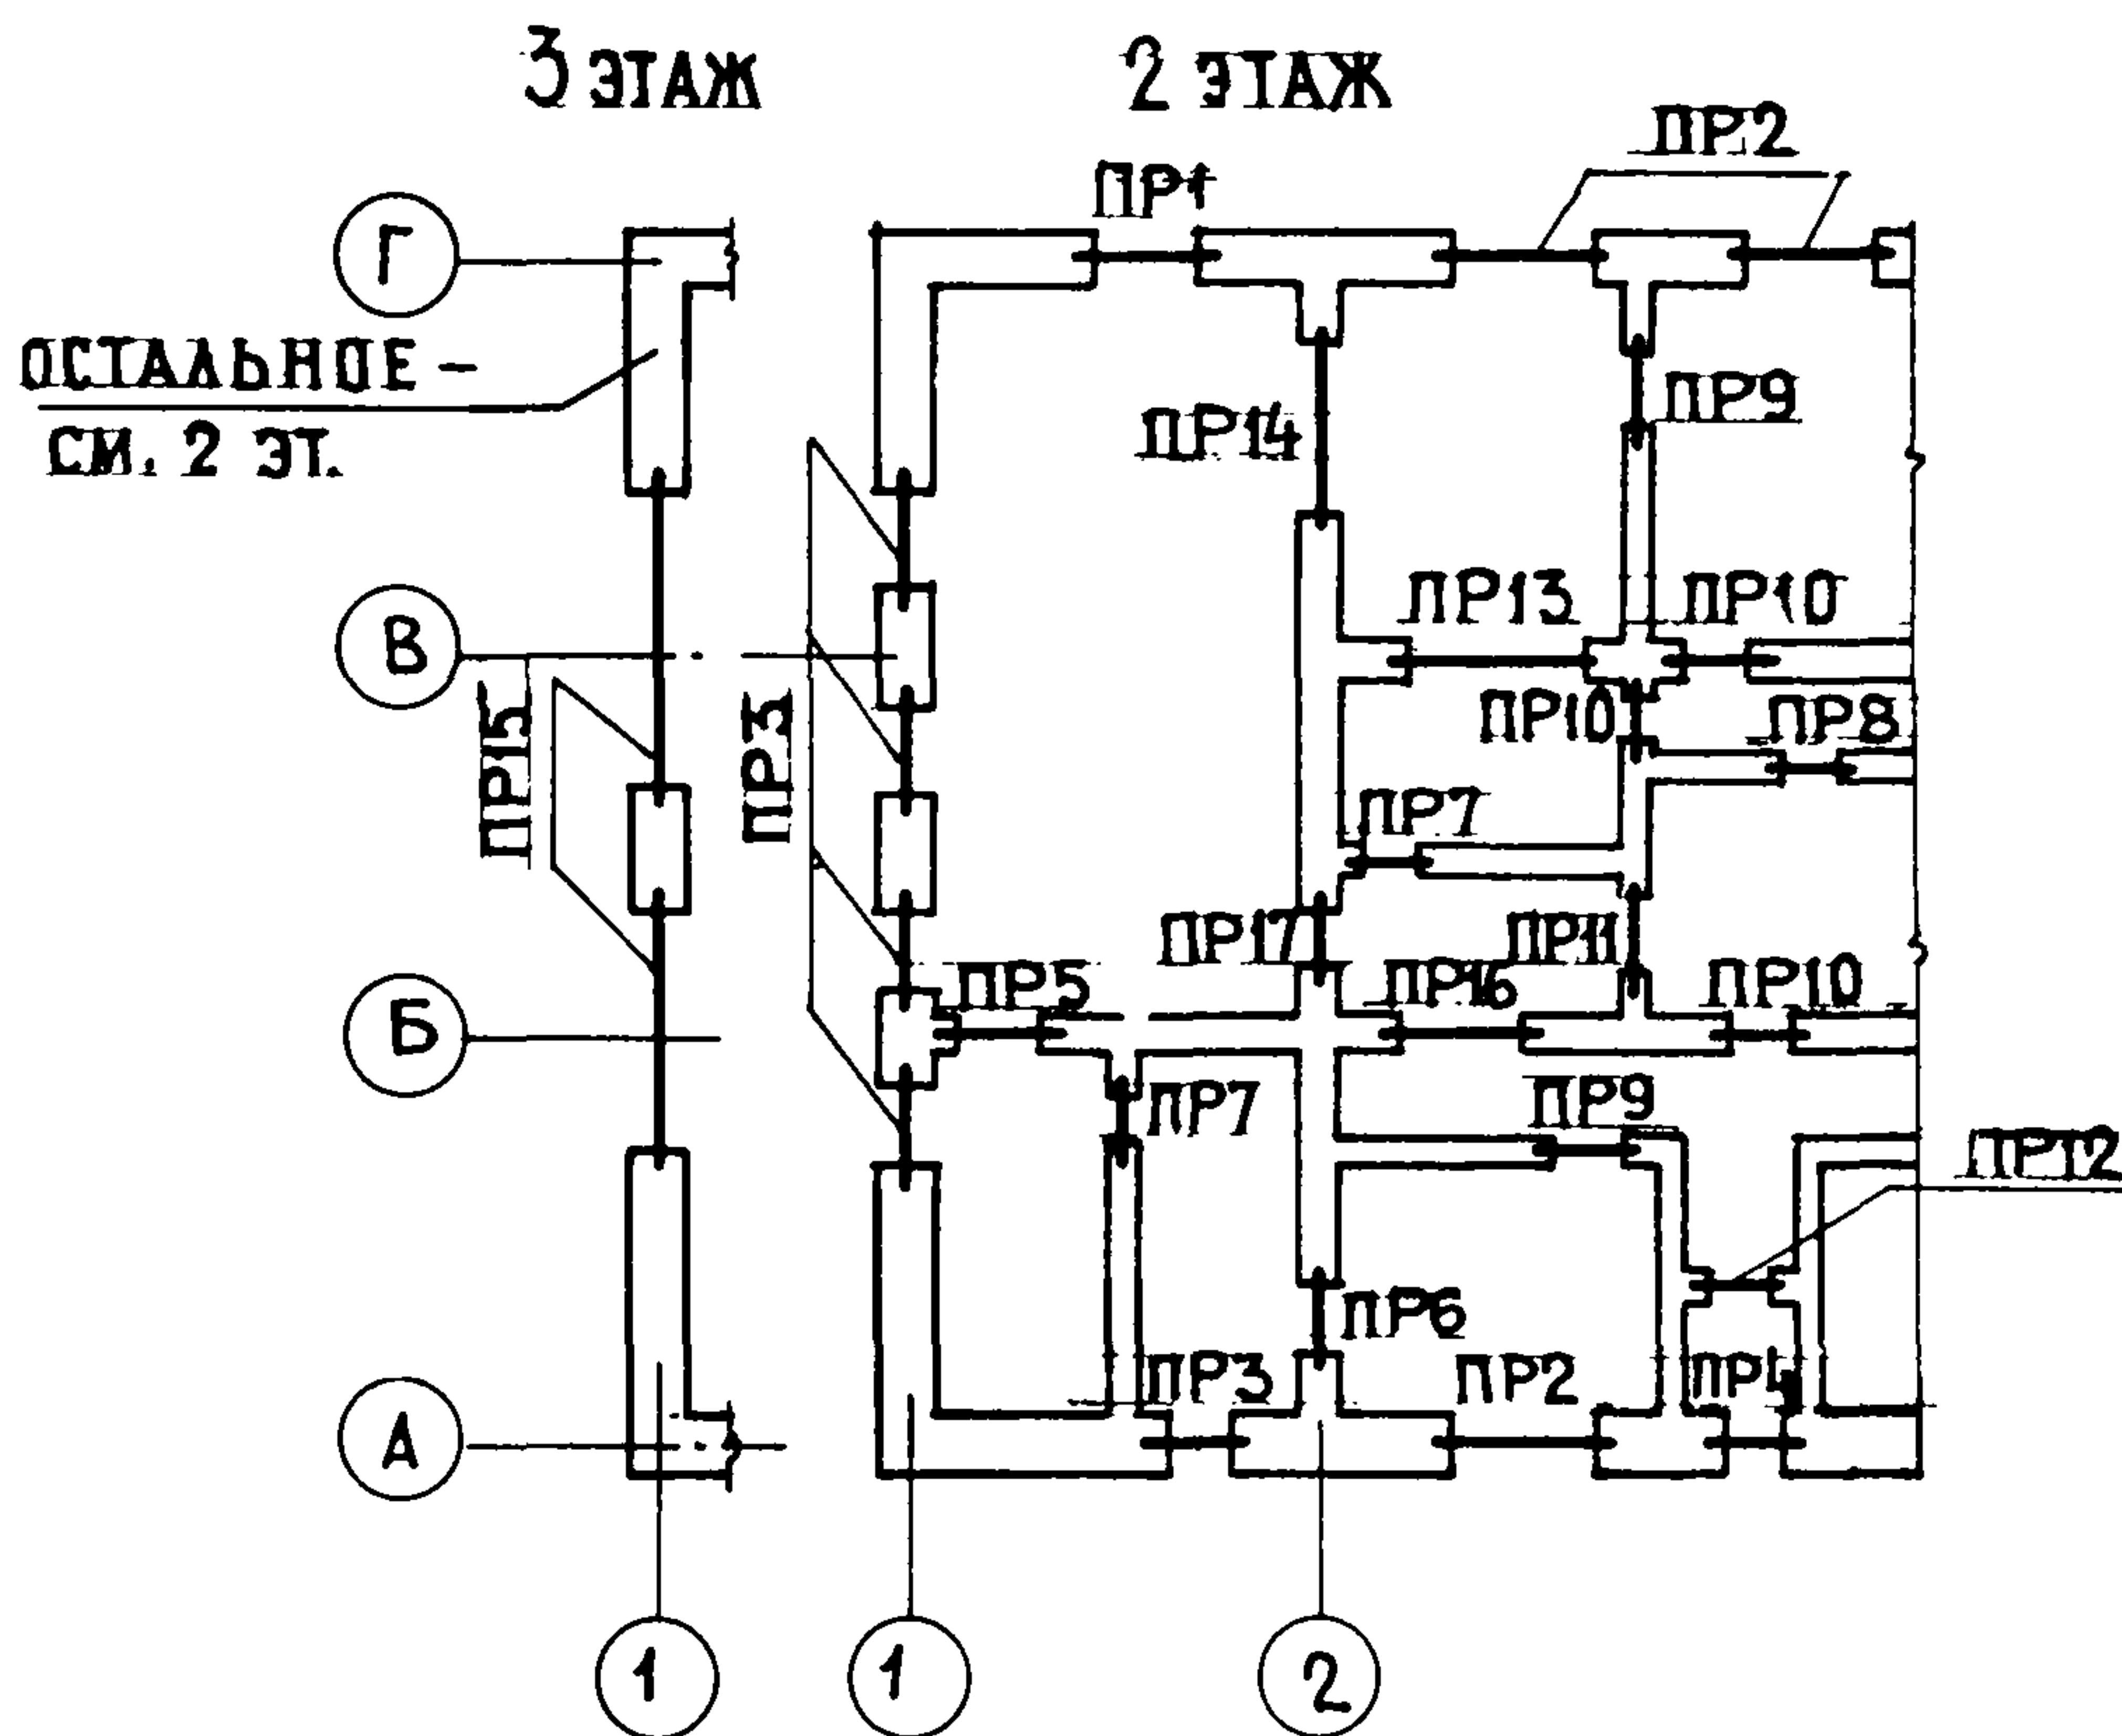 3 ЭТАЖ
2 ЭТАЖ
ПР2
ПР1
Г
ОСТАЛЬНОЕ –
СМ. 2 ЭТ.
ПР14
ПР9
В
ПР13
ПР10
ПР15
ПР3
ПР10
ПР8
ПР7
ПР17
ПР11
Б
ПР5
ПР16
ПР10
ПР7
ПР9
ПР12
ПР6
А
ПР3
ПР2
ПР4
1
1
2